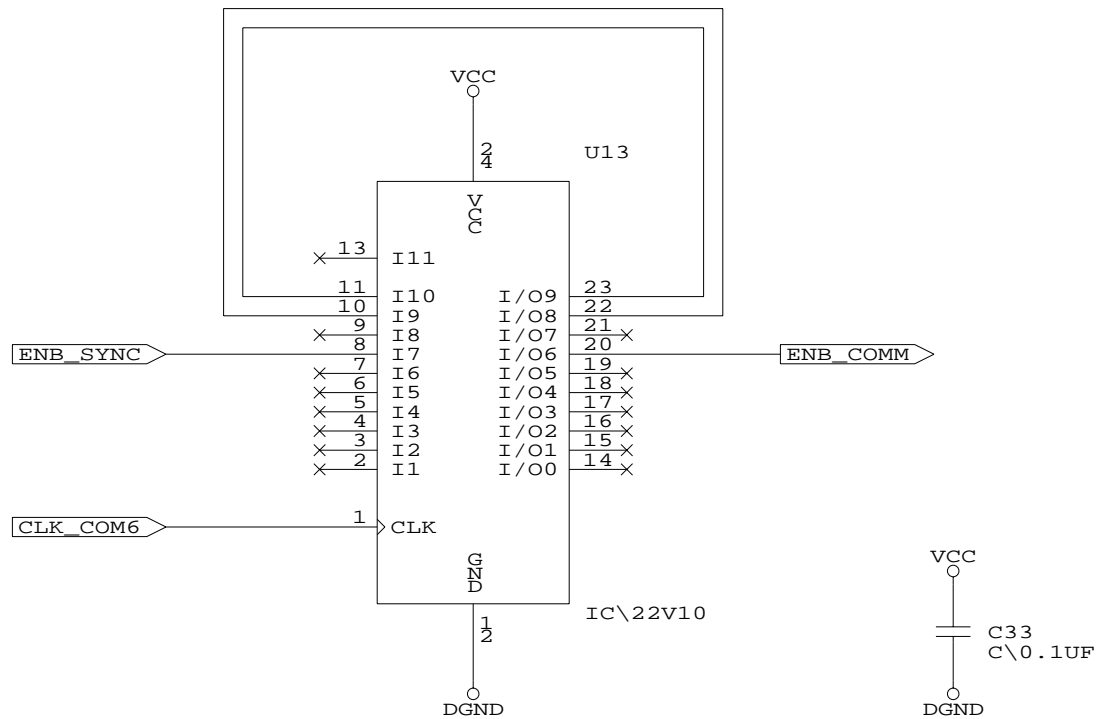 VCC
2
4
U13
V
C
C
13 I11
11 I10 I/O9 23
10 I9 I/O8 22
9 I8 I/O7 21
ENB_SYNC 8 I7 I/O6 20 ENB_COMM
7 I6 I/O5 19
6 I5 I/O4 18
5 I4 I/O3 17
4 I3 I/O2 16
3 I2 I/O1 15
2 I1 I/O0 14
CLK_COM6 1 CLK
G
N
D
VCC
IC\22V10
1
2
C33
C\0.1UF
DGND
DGND